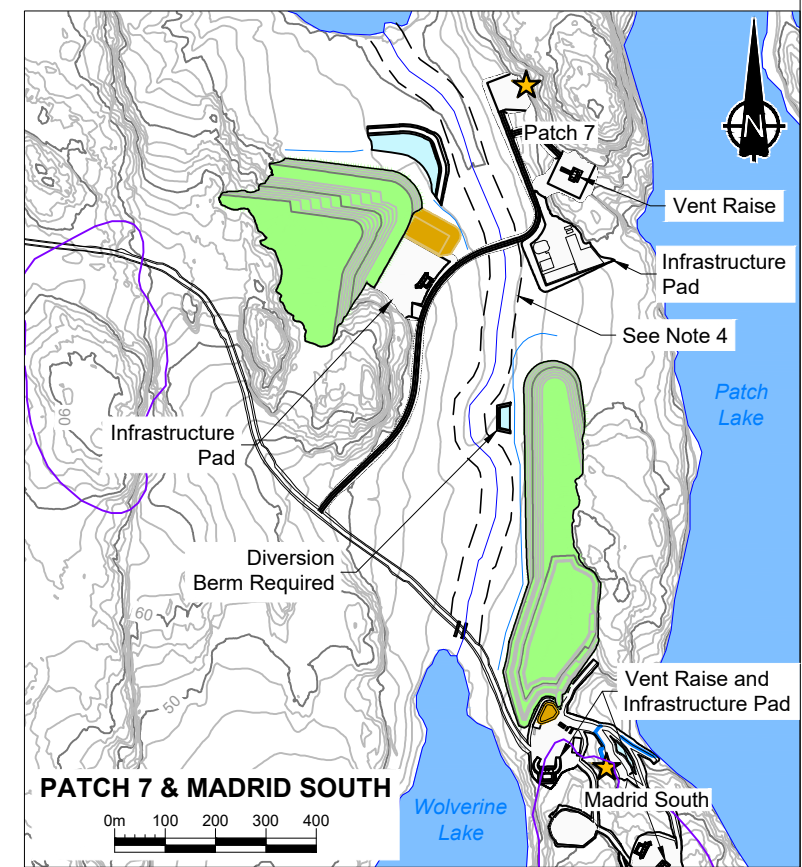 N
Patch 7
Vent Raise
Infrastructure
Pad
See Note 4
Patch
Lake
90
Infrastructure
Pad
Diversion
Berm Required
60
50
Vent Raise and
Infrastructure Pad
PATCH 7 & MADRID SOUTH
0m 100 200 300 400
Wolverine
Lake
Madrid South